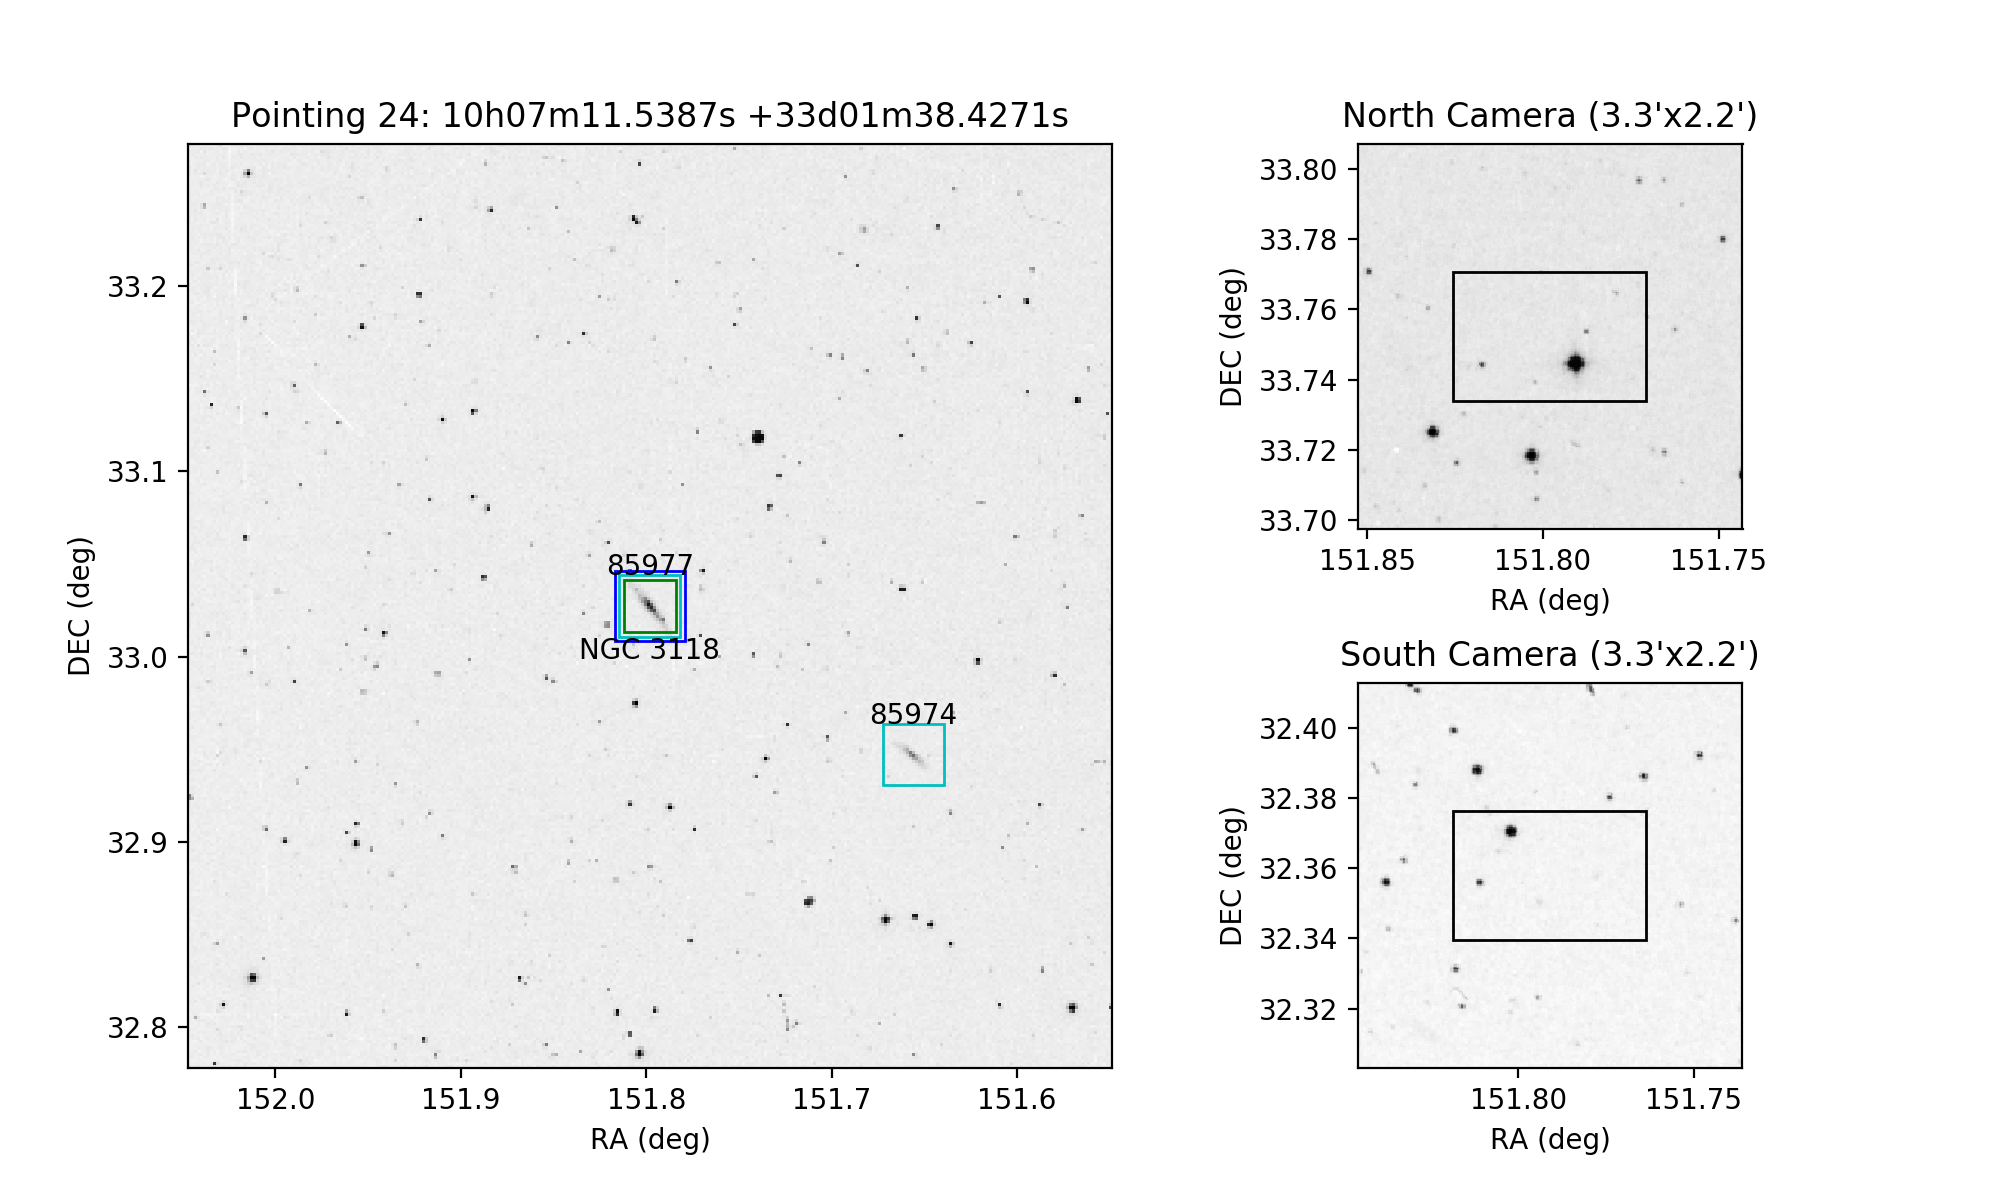 Pointing 24: 10h07m11.5387s +33d01m38.4271s
33.2
33.1
33.0
32.9
32.8
DEC (deg)
85977
NGC 3118
85974
152.0 151.9 151.8 151.7 151.6
RA (deg)
North Camera (3.3'x2.2')
33.80
33.78
33.76
33.74
33.72
33.70
DEC (deg)
151.85 151.80 151.75
RA (deg)
South Camera (3.3'x2.2')
32.40
32.38
32.36
32.34
32.32
DEC (deg)
151.80 151.75
RA (deg)